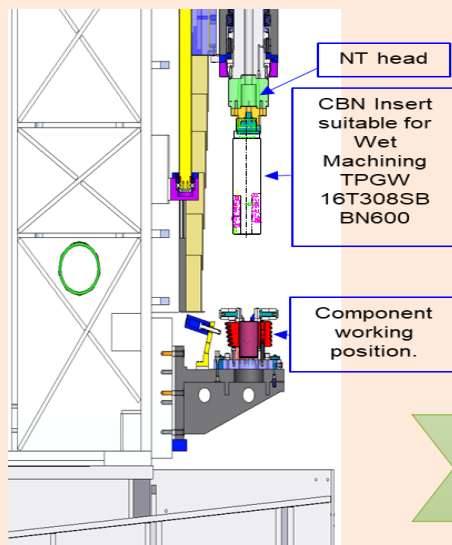 NT head
CBN Insert
suitable for
Wet
Machining
TPGW
16T308SB
BN600
Component
working
position.